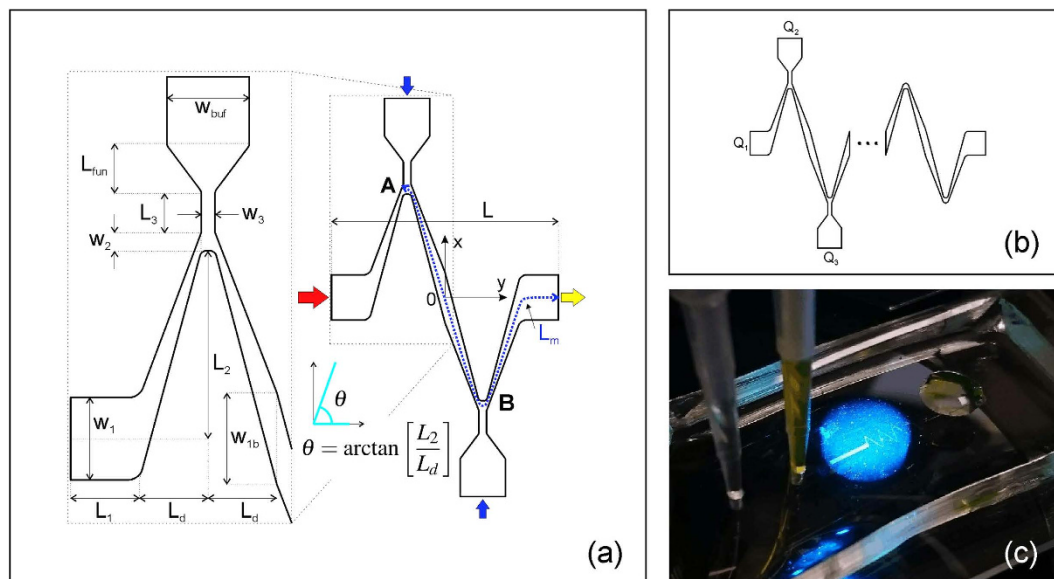 w_buf
L_fun
L_3
w_3
w_2
L_2
w_1
w_1b
L_1
L_d
L_d
A
L
x
0
y
L_m
B
θ
θ = arctan [L_2/L_d]
(a)
Q_2
Q_1
Q_3
(b)
(c)